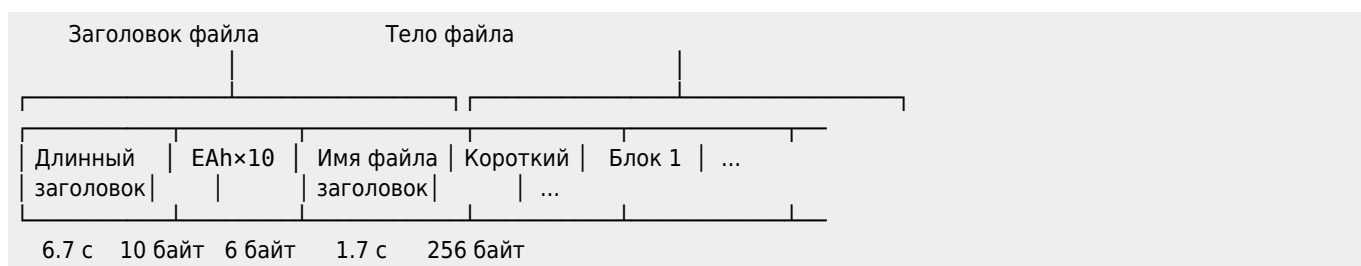 Заголовок файла Тело файла
Длинный │ EAh×10 │ Имя файла │ Короткий │ Блок 1 │ ...
заголовок│ │ │ заголовок│ │ ...
6.7 с 10 байт 6 байт 1.7 с 256 байт